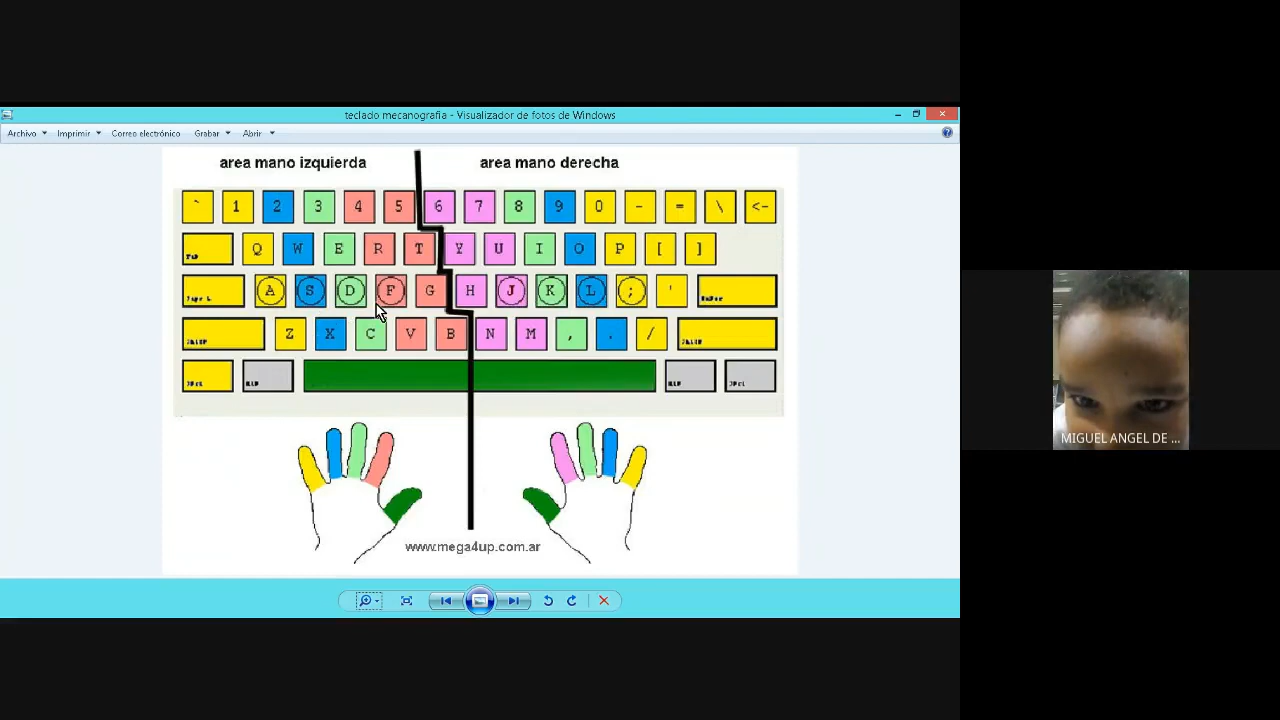 teclado mecanografia - Visualizador de fotos de Windows
Archivo Imprimir Correo electrónico Grabar Abrir
area mano izquierda area mano derecha
` 1 2 3 4 5 6 7 8 9 0 - = \ <-
Q W E R T Y U I O P [ ]
A S D F G H J K L ; '
Z X C V B N M , . /
www.mega4up.com.ar
MIGUEL ANGEL DE ...